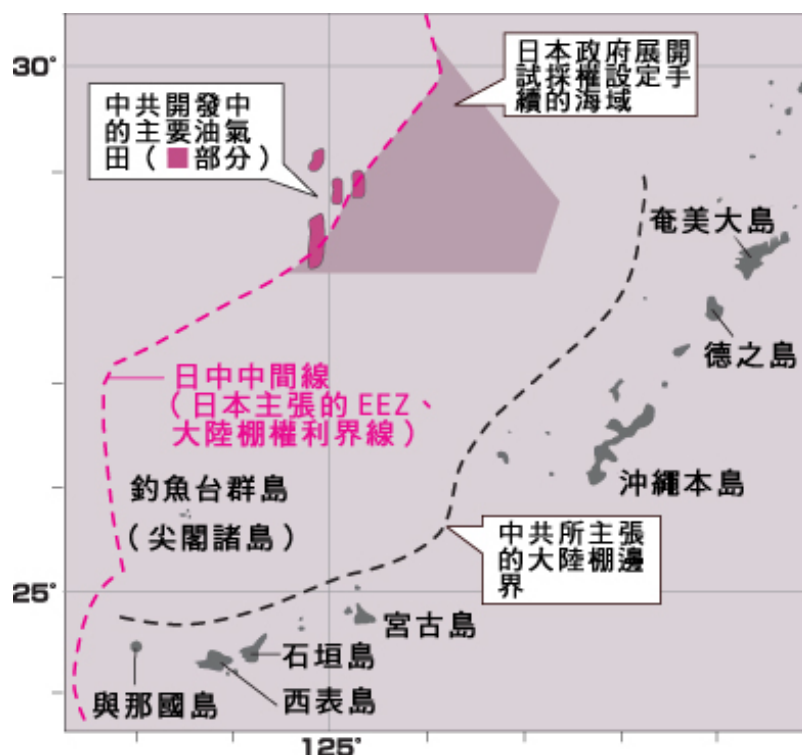 30°
日本政府展開
試採權設定手
續的海域
中共開發中
的主要油氣
田（■部分）
奄美大島
德之島
日中中間線
（日本主張的EEZ、
大陸棚權利界線）
釣魚台群島
（尖閣諸島）
沖繩本島
中共所主張
的大陸棚邊
界
25°
宮古島
石垣島
西表島
與那國島
125°